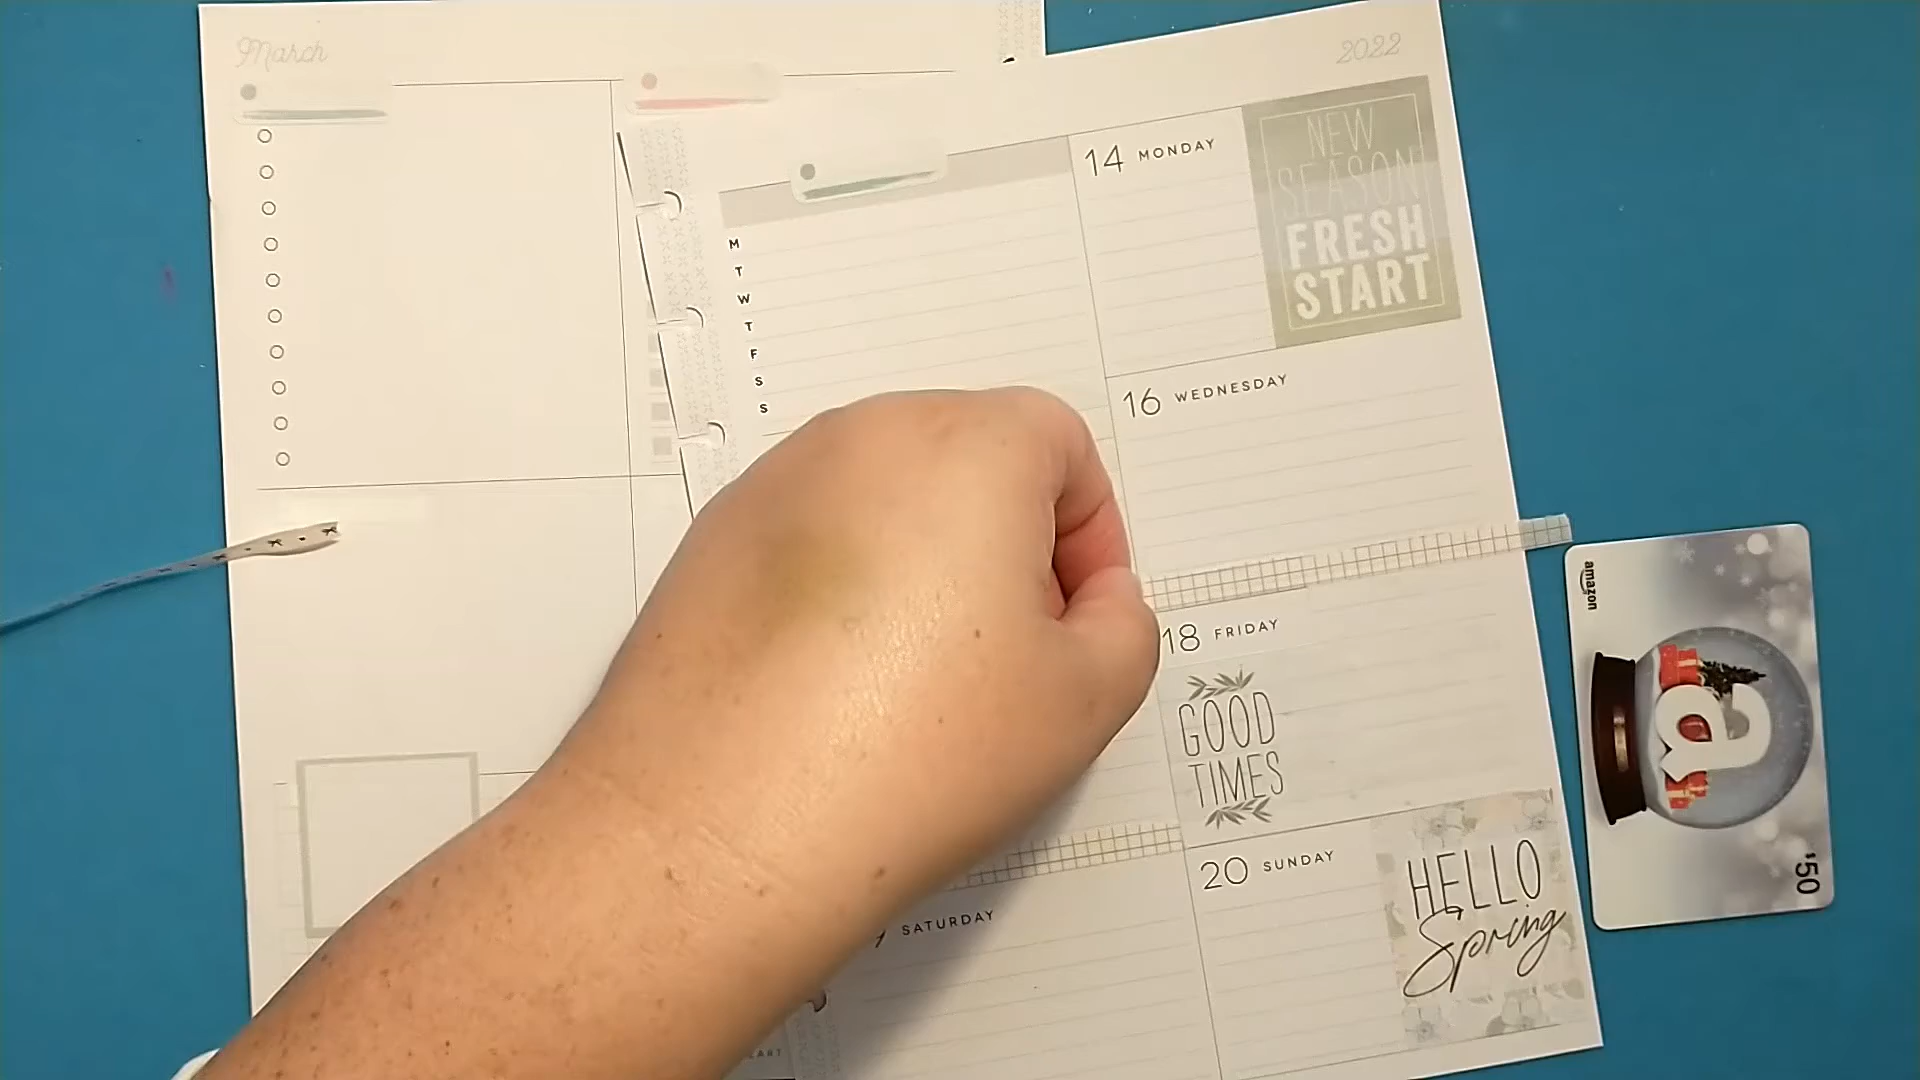 March
2022
14 MONDAY
NEW
SEASON
FRESH
START
M
T
W
T
F
S
S
16 WEDNESDAY
18 FRIDAY
GOOD
TIMES
SATURDAY
20 SUNDAY
HELLO
Spring
amazon
a
$50